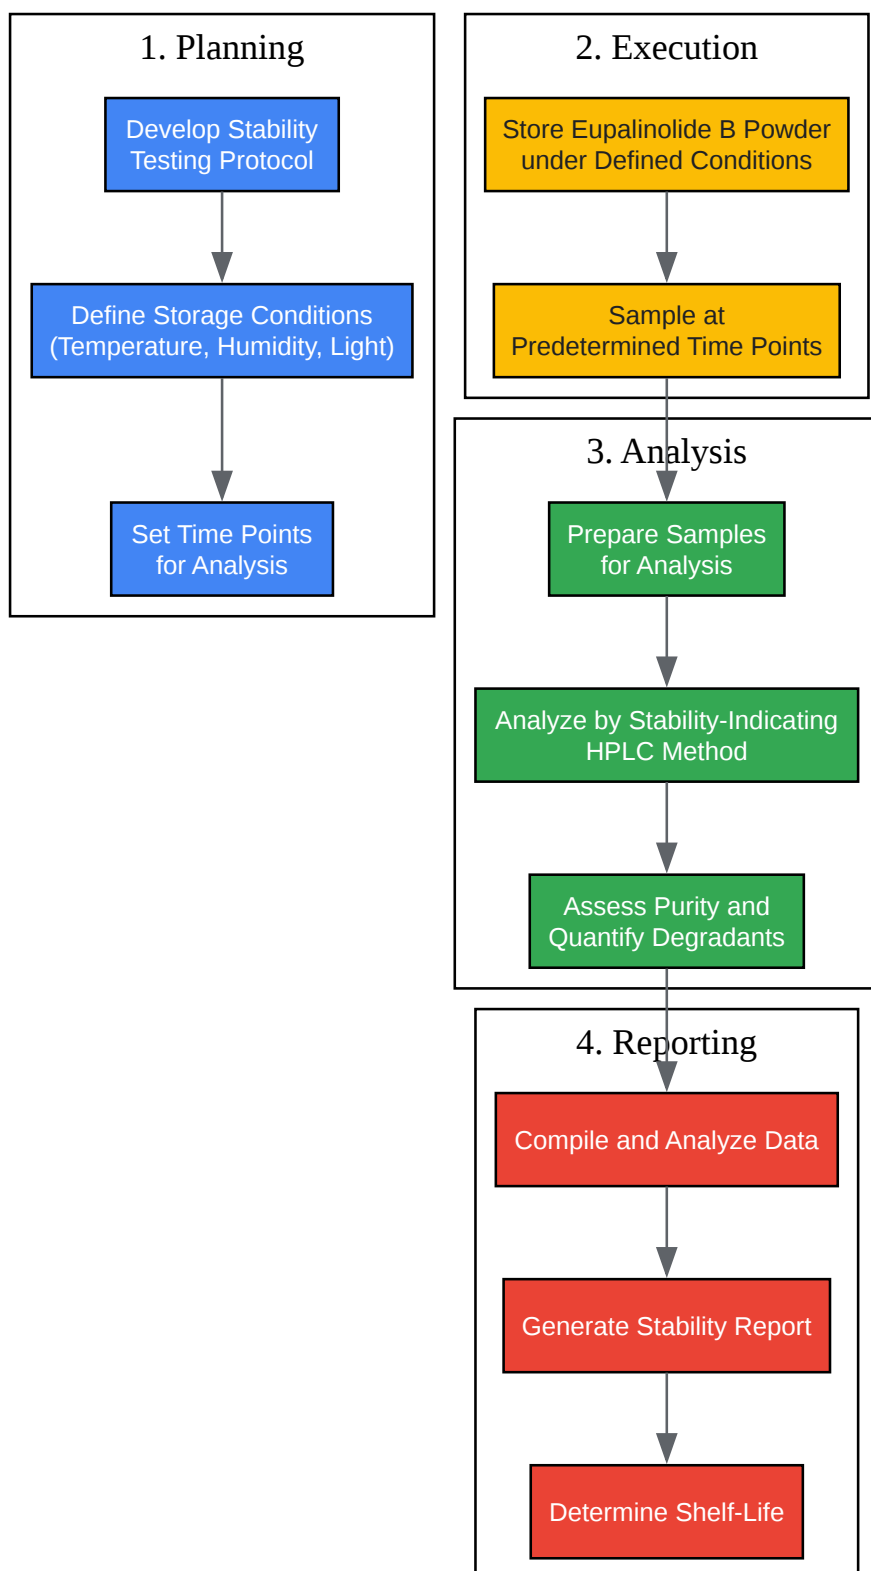 1. Planning
Develop Stability
Testing Protocol
Define Storage Conditions
(Temperature, Humidity, Light)
Set Time Points
for Analysis
2. Execution
Store Eupalinolide B Powder
under Defined Conditions
Sample at
Predetermined Time Points
3. Analysis
Prepare Samples
for Analysis
Analyze by Stability-Indicating
HPLC Method
Assess Purity and
Quantify Degradants
4. Reporting
Compile and Analyze Data
Generate Stability Report
Determine Shelf-Life